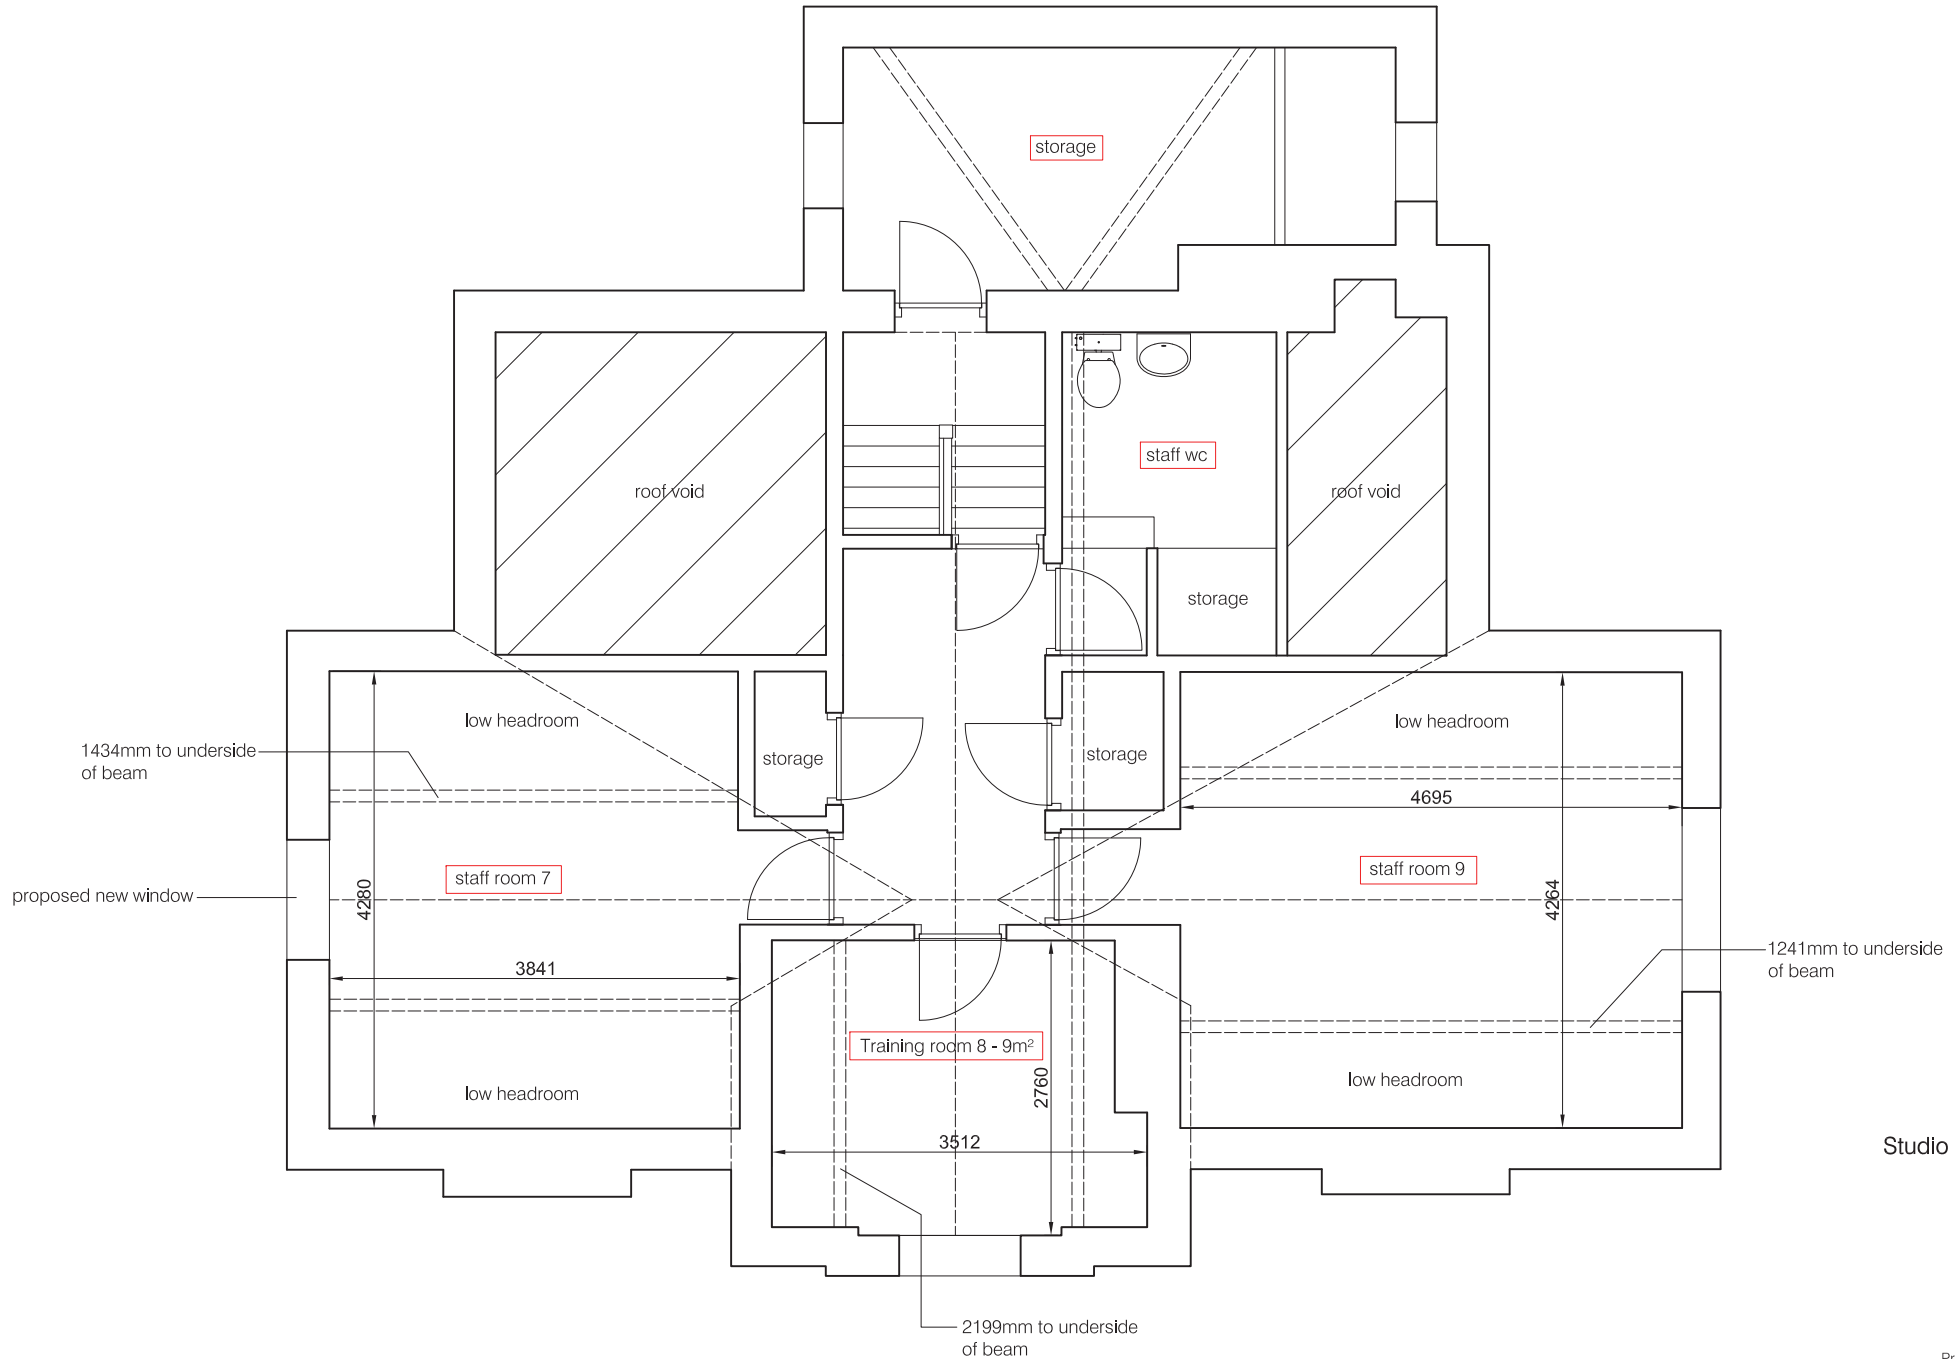 storage
staff wc
roof void
roof void
storage
low headroom
low headroom
1434mm to underside
of beam
storage
storage
4695
staff room 7
staff room 9
proposed new window
4280
4264
3841
1241mm to underside
of beam
Training room 8 - 9m²
2760
low headroom
low headroom
3512
Studio
2199mm to underside
of beam
Pr